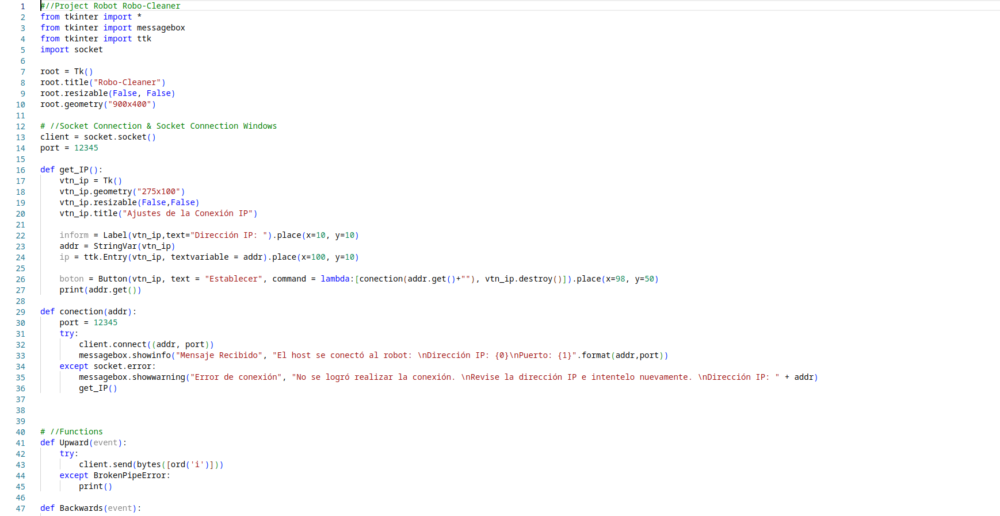 1 #//Project Robot Robo-Cleaner
2 from tkinter import *
3 from tkinter import messagebox
4 from tkinter import ttk
5 import socket
6
7 root = Tk()
8 root.title("Robo-Cleaner")
9 root.resizable(False, False)
10 root.geometry("900x400")
11
12 # //Socket Connection & Socket Connection Windows
13 client = socket.socket()
14 port = 12345
15
16 def get_IP():
17     vtn_ip = Tk()
18     vtn_ip.geometry("275x100")
19     vtn_ip.resizable(False,False)
20     vtn_ip.title("Ajustes de la Conexión IP")
21
22     inform = Label(vtn_ip,text="Dirección IP: ").place(x=10, y=10)
23     addr = StringVar(vtn_ip)
24     ip = ttk.Entry(vtn_ip, textvariable = addr).place(x=100, y=10)
25
26     boton = Button(vtn_ip, text = "Establecer", command = lambda:[conection(addr.get()+""), vtn_ip.destroy()]).place(x=98, y=50)
27     print(addr.get())
28
29 def conection(addr):
30     port = 12345
31     try:
32         client.connect((addr, port))
33         messagebox.showinfo("Mensaje Recibido", "El host se conectó al robot: \nDirección IP: {0}\nPuerto: {1}".format(addr,port))
34     except socket.error:
35         messagebox.showwarning("Error de conexión", "No se logró realizar la conexión. \nRevise la dirección IP e intentelo nuevamente. \nDirección IP: " + addr)
36         get_IP()
37
38
39
40 # //Functions
41 def Upward(event):
42     try:
43         client.send(bytes([ord('i')]))
44     except BrokenPipeError:
45         print()
46
47 def Backwards(event):